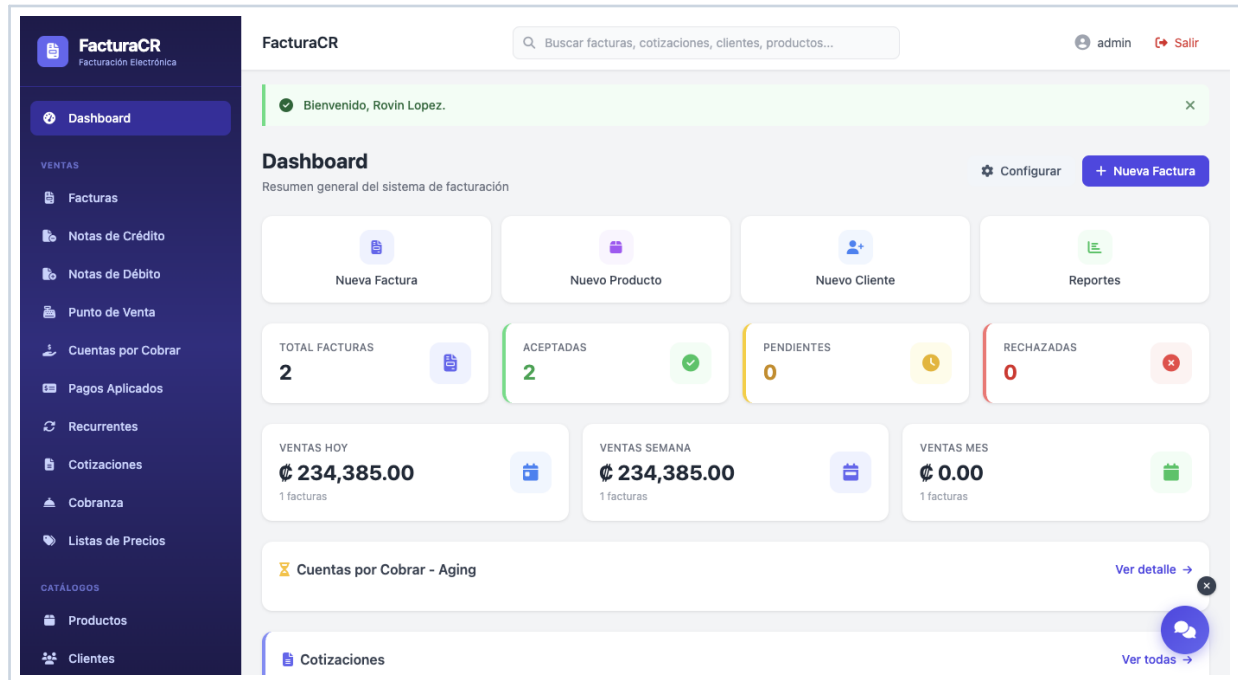 FacturaCR
Facturación Electrónica
Dashboard
VENTAS
Facturas
Notas de Crédito
Notas de Débito
Punto de Venta
Cuentas por Cobrar
Pagos Aplicados
Recurrentes
Cotizaciones
Cobranza
Listas de Precios
CATÁLOGOS
Productos
Clientes
FacturaCR
Buscar facturas, cotizaciones, clientes, productos...
admin
Salir
Bienvenido, Rovin Lopez.
Dashboard
Resumen general del sistema de facturación
Configurar
+ Nueva Factura
Nueva Factura
Nuevo Producto
Nuevo Cliente
Reportes
TOTAL FACTURAS
2
ACEPTADAS
2
PENDIENTES
0
RECHAZADAS
0
VENTAS HOY
₡ 234,385.00
1 facturas
VENTAS SEMANA
₡ 234,385.00
1 facturas
VENTAS MES
₡ 0.00
1 facturas
Cuentas por Cobrar - Aging
Ver detalle →
Cotizaciones
Ver todas →